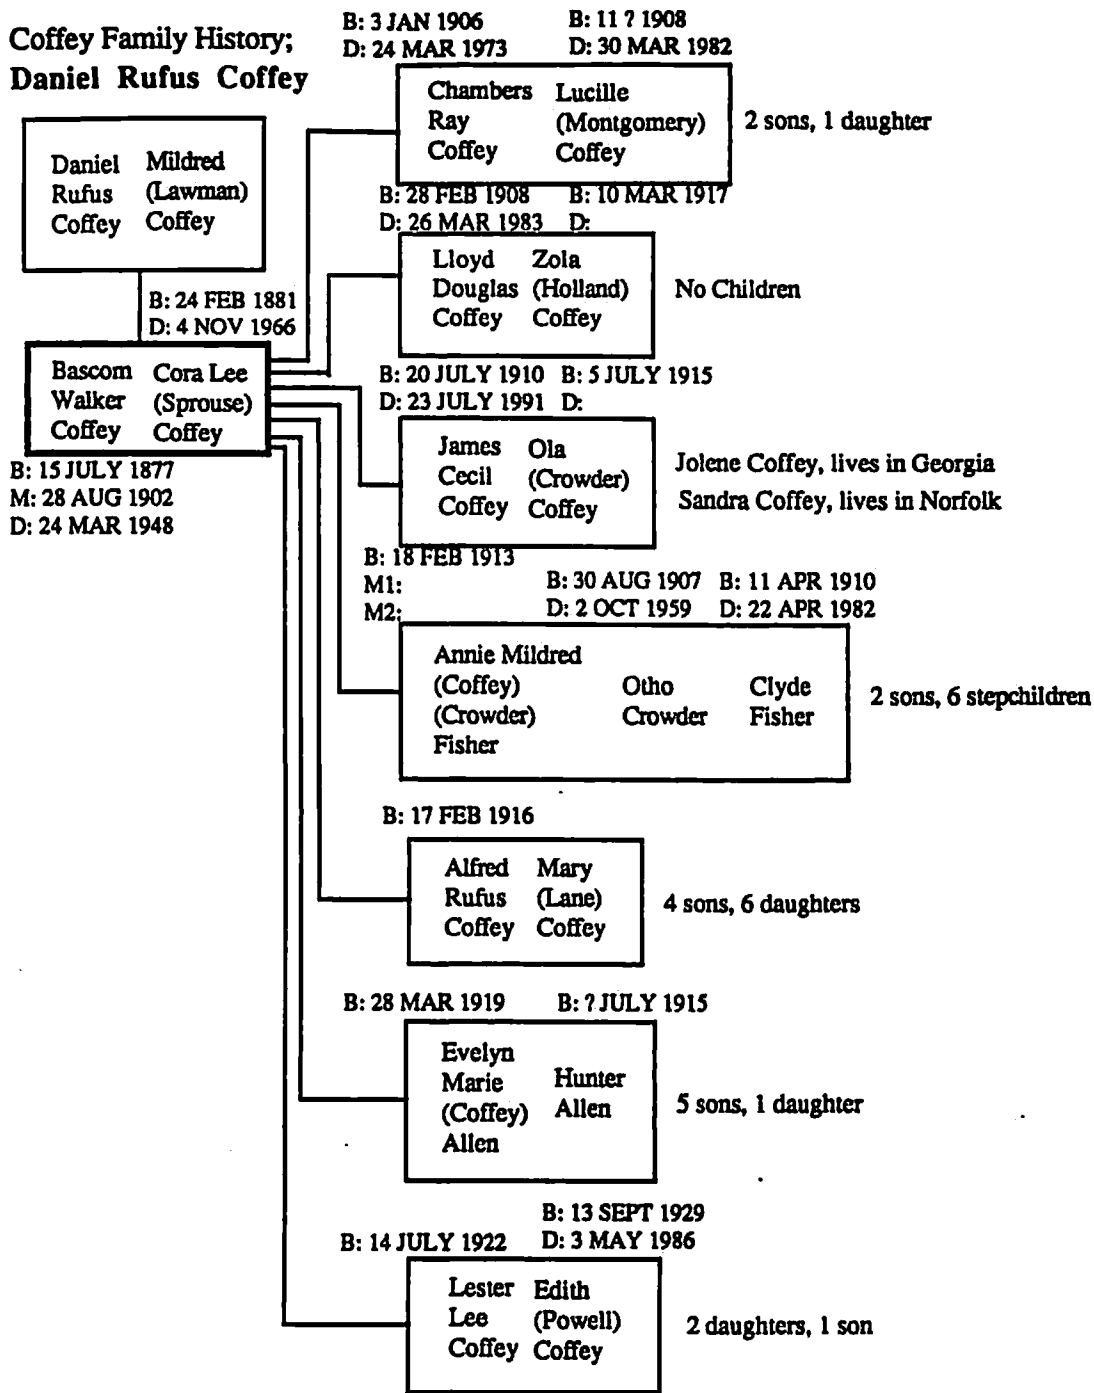 Coffey Family History;
Daniel Rufus Coffey
Daniel Mildred
Rufus (Lawman)
Coffey Coffey
B: 24 FEB 1881
D: 4 NOV 1966
Bascom Cora Lee
Walker (Sprouse)
Coffey Coffey
B: 15 JULY 1877
M: 28 AUG 1902
D: 24 MAR 1948
B: 3 JAN 1906 B: 11 ? 1908
D: 24 MAR 1973 D: 30 MAR 1982
Chambers Lucille
Ray (Montgomery)
Coffey Coffey
2 sons, 1 daughter
B: 28 FEB 1908 B: 10 MAR 1917
D: 26 MAR 1983 D:
Lloyd Zola
Douglas (Holland)
Coffey Coffey
No Children
B: 20 JULY 1910 B: 5 JULY 1915
D: 23 JULY 1991 D:
James Ola
Cecil (Crowder)
Coffey Coffey
Jolene Coffey, lives in Georgia
Sandra Coffey, lives in Norfolk
B: 18 FEB 1913
M1:
M2:
B: 30 AUG 1907 B: 11 APR 1910
D: 2 OCT 1959 D: 22 APR 1982
Annie Mildred
(Coffey)
(Crowder)
Fisher
Otho
Crowder
Clyde
Fisher
2 sons, 6 stepchildren
B: 17 FEB 1916
Alfred Mary
Rufus (Lane)
Coffey Coffey
4 sons, 6 daughters
B: 28 MAR 1919 B: ? JULY 1915
Evelyn
Marie
(Coffey)
Allen
Hunter
Allen
5 sons, 1 daughter
B: 13 SEPT 1929
B: 14 JULY 1922 D: 3 MAY 1986
Lester Edith
Lee (Powell)
Coffey Coffey
2 daughters, 1 son